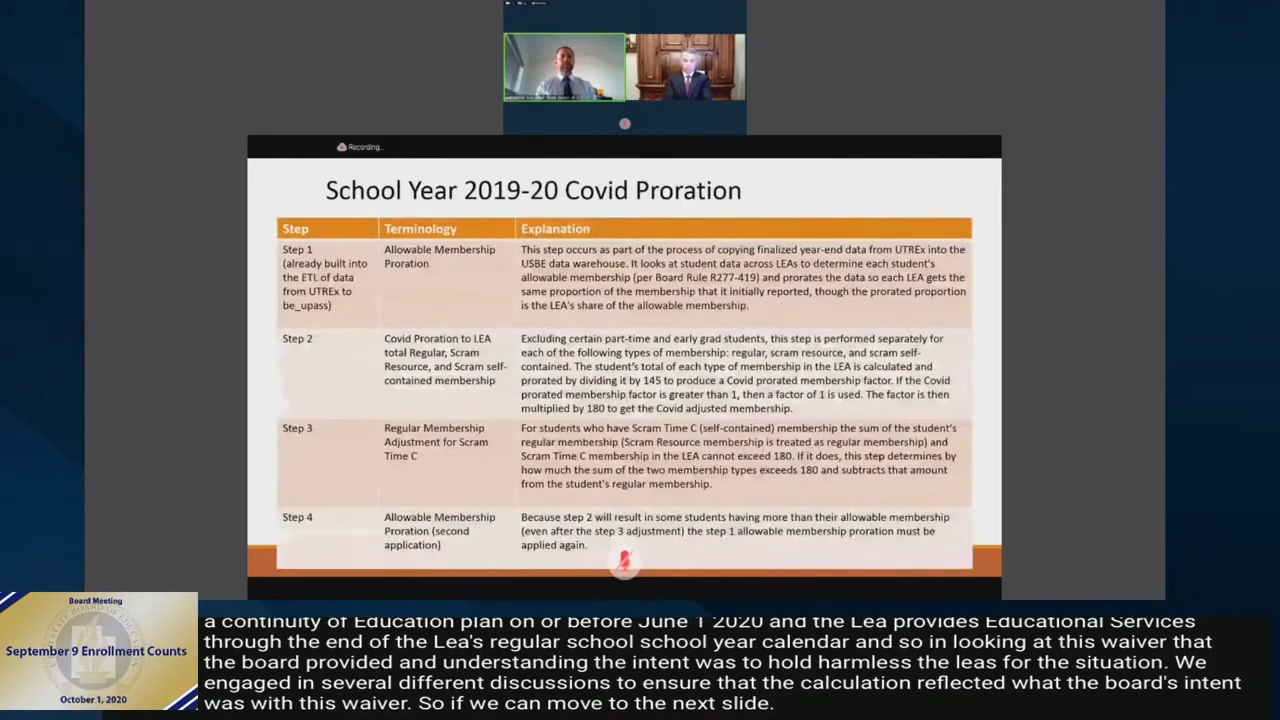 Recording...
School Year 2019-20 Covid Proration
Step Terminology Explanation
Step 1
(already built into
the ETL of data
from UTREx to
be_upass)
Allowable Membership
Proration
This step occurs as part of the process of copying finalized year-end data from UTREx into the
USBE data warehouse. It looks at student data across LEAs to determine each student's
allowable membership (per Board Rule R277-419) and prorates the data so each LEA gets the
same proportion of the membership that it initially reported, though the prorated proportion
is the LEA's share of the allowable membership.
Step 2
Covid Proration to LEA
total Regular, Scram
Resource, and Scram self-
contained membership
Excluding certain part-time and early grad students, this step is performed separately for
each of the following types of membership: regular, scram resource, and scram self-
contained. The student's total of each type of membership in the LEA is calculated and
prorated by dividing it by 145 to produce a Covid prorated membership factor. If the Covid
prorated membership factor is greater than 1, then a factor of 1 is used. The factor is then
multiplied by 180 to get the Covid adjusted membership.
Step 3
Regular Membership
Adjustment for Scram
Time C
For students who have Scram Time C (self-contained) membership the sum of the student's
regular membership (Scram Resource membership is treated as regular membership) and
Scram Time C membership in the LEA cannot exceed 180. If it does, this step determines by
how much the sum of the two membership types exceeds 180 and subtracts that amount
from the student's regular membership.
Step 4
Allowable Membership
Proration (second
application)
Because step 2 will result in some students having more than their allowable membership
(even after the step 3 adjustment) the step 1 allowable membership proration must be
applied again.
Board Meeting
September 9 Enrollment Counts
October 1, 2020
a continuity of Education plan on or before June 1 2020 and the Lea provides Educational Services
through the end of the Lea's regular school school year calendar and so in looking at this waiver that
the board provided and understanding the intent was to hold harmless the leas for the situation. We
engaged in several different discussions to ensure that the calculation reflected what the board's intent
was with this waiver. So if we can move to the next slide.